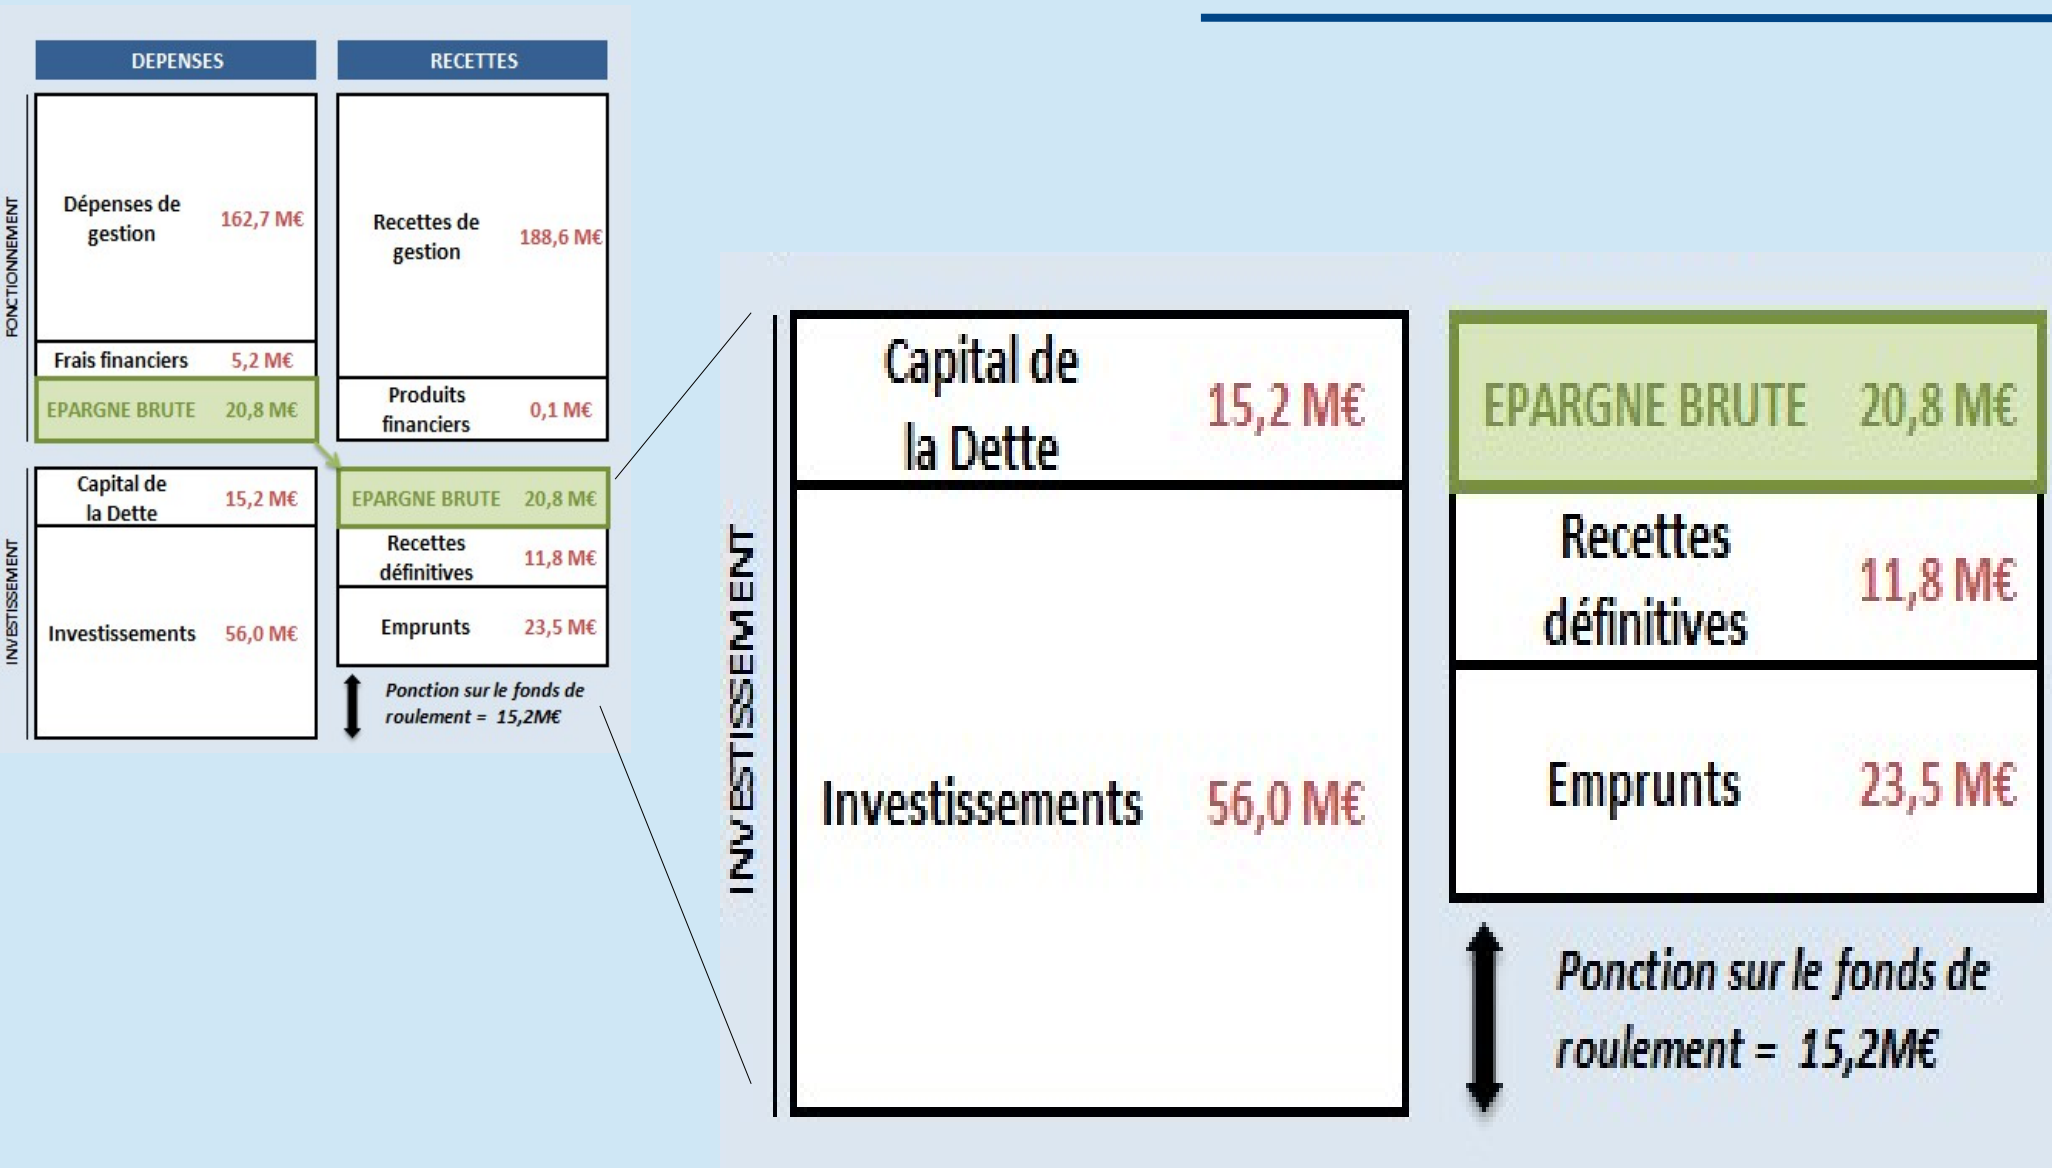 DEPENSES
RECETTES
FONCTIONNEMENT
Dépenses de
gestion
162,7 M€
Recettes de
gestion
188,6 M€
Frais financiers 5,2 M€
EPARGNE BRUTE 20,8 M€
Produits
financiers
0,1 M€
INVESTISSEMENT
Capital de
la Dette
15,2 M€
Investissements 56,0 M€
EPARGNE BRUTE 20,8 M€
Recettes
définitives
11,8 M€
Emprunts 23,5 M€
Ponction sur le fonds de
roulement = 15,2M€
INVESTISSEMENT
Capital de
la Dette
15,2 M€
Investissements 56,0 M€
EPARGNE BRUTE 20,8 M€
Recettes
définitives
11,8 M€
Emprunts 23,5 M€
Ponction sur le fonds de
roulement = 15,2M€